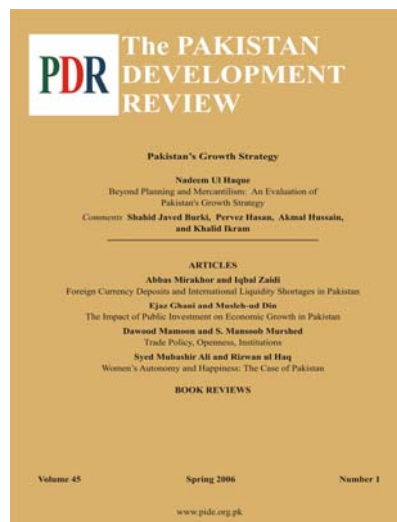 PDR
The PAKISTAN
DEVELOPMENT
REVIEW
Pakistan's Growth Strategy
Nadeem Ul Haque
Beyond Planning and Mercantilism: An Evaluation of
Pakistan's Growth Strategy
Comments Shahid Javed Burki, Pervez Hasan, Akmal Hussain,
and Khalid Ikram
ARTICLES
Abbas Mirakhor and Iqbal Zaidi
Foreign Currency Deposits and International Liquidity Shortages in Pakistan
Ejaz Ghani and Musleh-ud Din
The Impact of Public Investment on Economic Growth in Pakistan
Dawood Mamoon and S. Mansoob Murshed
Trade Policy, Openness, Institutions
Syed Mubashir Ali and Rizwan ul Haq
Women's Autonomy and Happiness: The Case of Pakistan
BOOK REVIEWS
Volume 45 Spring 2006 Number 1
www.pide.org.pk